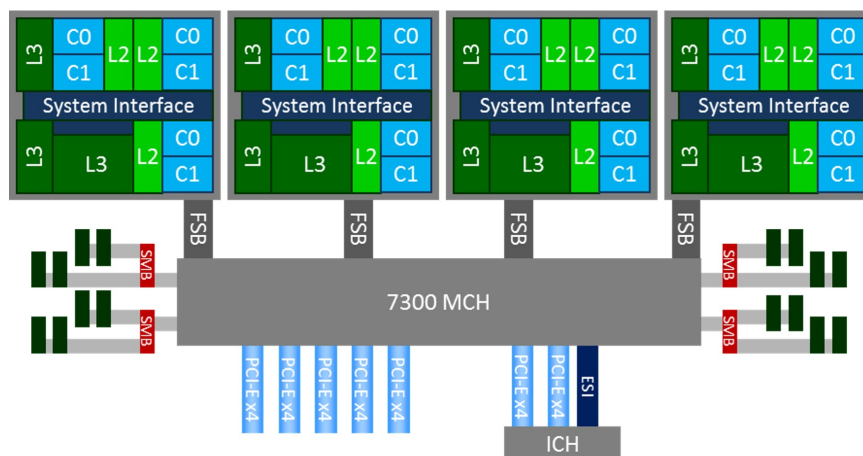 L3 C0 L2 L2 C0
C1 C1
System Interface
L3 L3 L2 C0
C1
L3 C0 L2 L2 C0
C1 C1
System Interface
L3 L3 L2 C0
C1
L3 C0 L2 L2 C0
C1 C1
System Interface
L3 L3 L2 C0
C1
L3 C0 L2 L2 C0
C1 C1
System Interface
L3 L3 L2 C0
C1
FSB FSB FSB FSB
SMB SMB
7300 MCH
SMB SMB
PCI-E x4 PCI-E x4 PCI-E x4 PCI-E x4 PCI-E x4 PCI-E x4 PCI-E x4 ESI
ICH